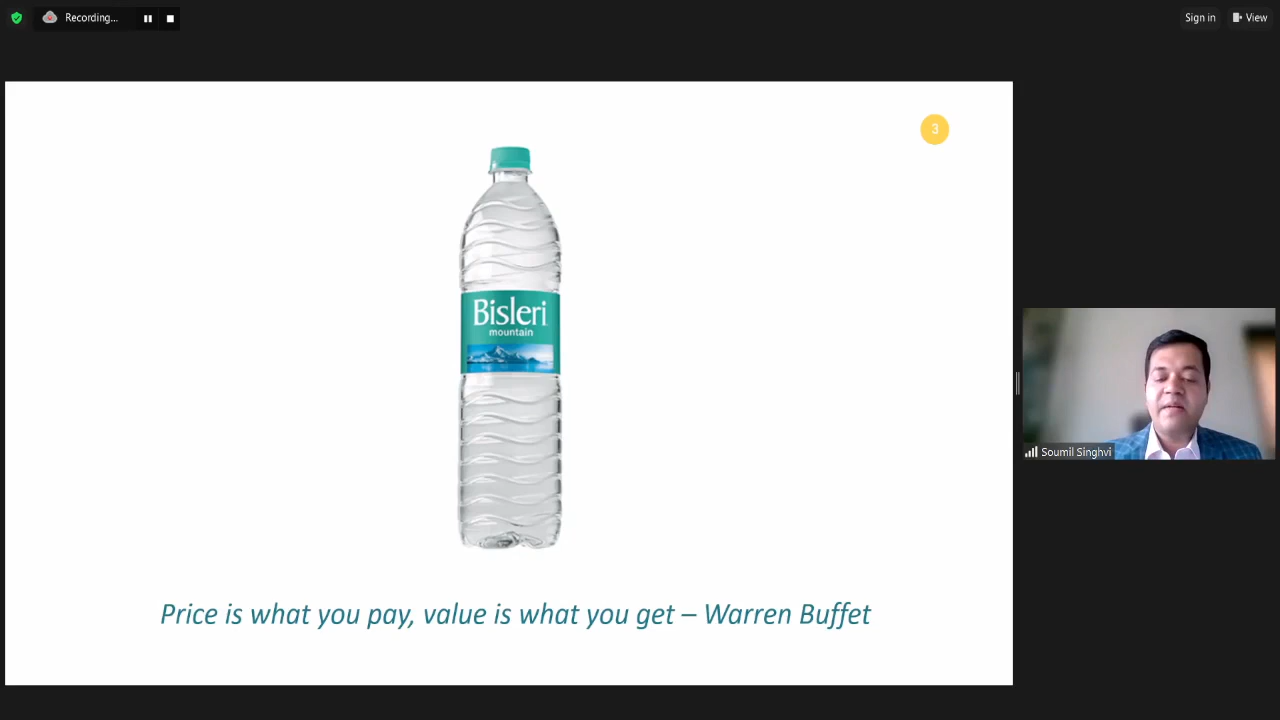 Recording...
Sign in
View
3
Bisleri
mountain
Price is what you pay, value is what you get – Warren Buffet
Soumil Singhvi